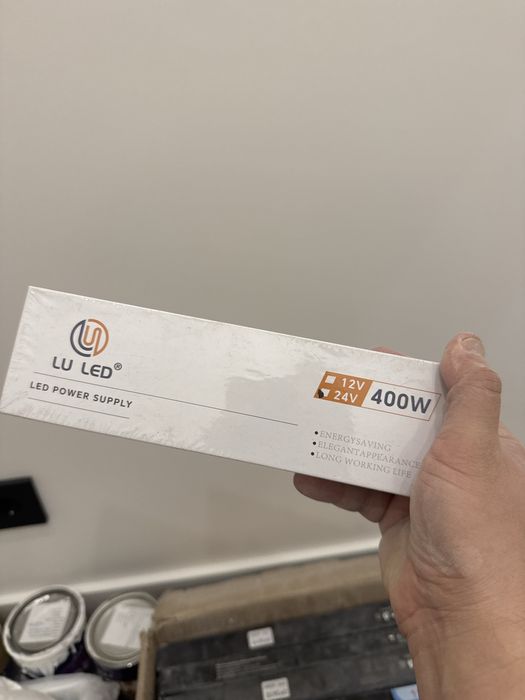 LU LED®
LED POWER SUPPLY
12V
24V
400W
•ENERGYSAVING
•ELEGANTAPPEARANCE
•LONG WORKING LIFE